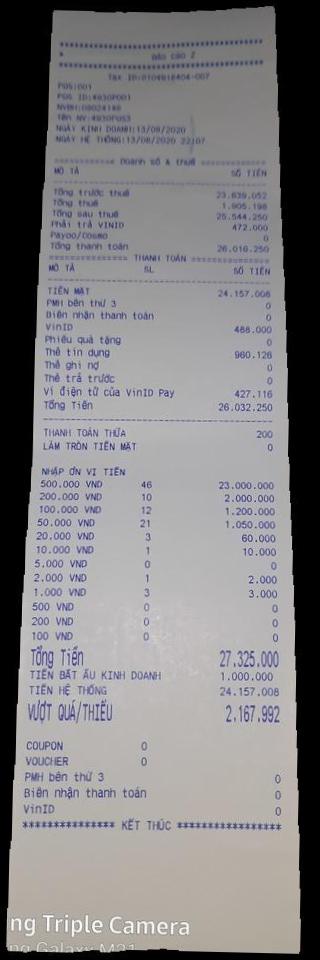 ********************************************
* Báo cáo Z
********************************************
Tax ID:0104918404-007
POS:001
POS ID:4930P001
NVBH:08024146
Tên NV:4930POS3
NGÀY KINH DOANH:13/08/2020
NGÀY HỆ THỐNG:13/08/2020 22:07
============ Doanh số & thuế ============
MÔ TẢ SỐ TIỀN
Tổng trước thuế 23.639.052
Tổng thuế 1.905.198
Tổng sau thuế 25.544.250
Phải trả VINID 472.000
Payoo/Cosmo 0
Tổng thanh toán 26.016.250
============== THANH TOÁN ==============
MÔ TẢ SL SỐ TIỀN
TIỀN MẶT 24.157.008
PMH bên thứ 3 0
Biên nhận thanh toán 0
VinID 488.000
Phiếu quà tặng 0
Thẻ tín dụng 960.126
Thẻ ghi nợ 0
Thẻ trả trước 0
Ví điện tử của VinID Pay 427.116
Tổng Tiền 26.032.250
THANH TOÁN THỪA 200
LÀM TRÒN TIỀN MẶT 0
NHẬP ƠN VỊ TIỀN
500.000 VND 46 23.000.000
200.000 VND 10 2.000.000
100.000 VND 12 1.200.000
50.000 VND 21 1.050.000
20.000 VND 3 60.000
10.000 VND 1 10.000
5.000 VND 0 0
2.000 VND 1 2.000
1.000 VND 3 3.000
500 VND 0 0
200 VND 0 0
100 VND 0 0
Tổng Tiền 27.325.000
TIỀN BẮT ẦU KINH DOANH 1.000.000
TIỀN HỆ THỐNG 24.157.008
VƯỢT QUÁ/THIẾU 2.167.992
COUPON 0
VOUCHER 0
PMH bên thứ 3 0
Biên nhận thanh toán 0
VinID 0
*************** KẾT THÚC *****************
ng Triple Camera
ng Galaxy M21